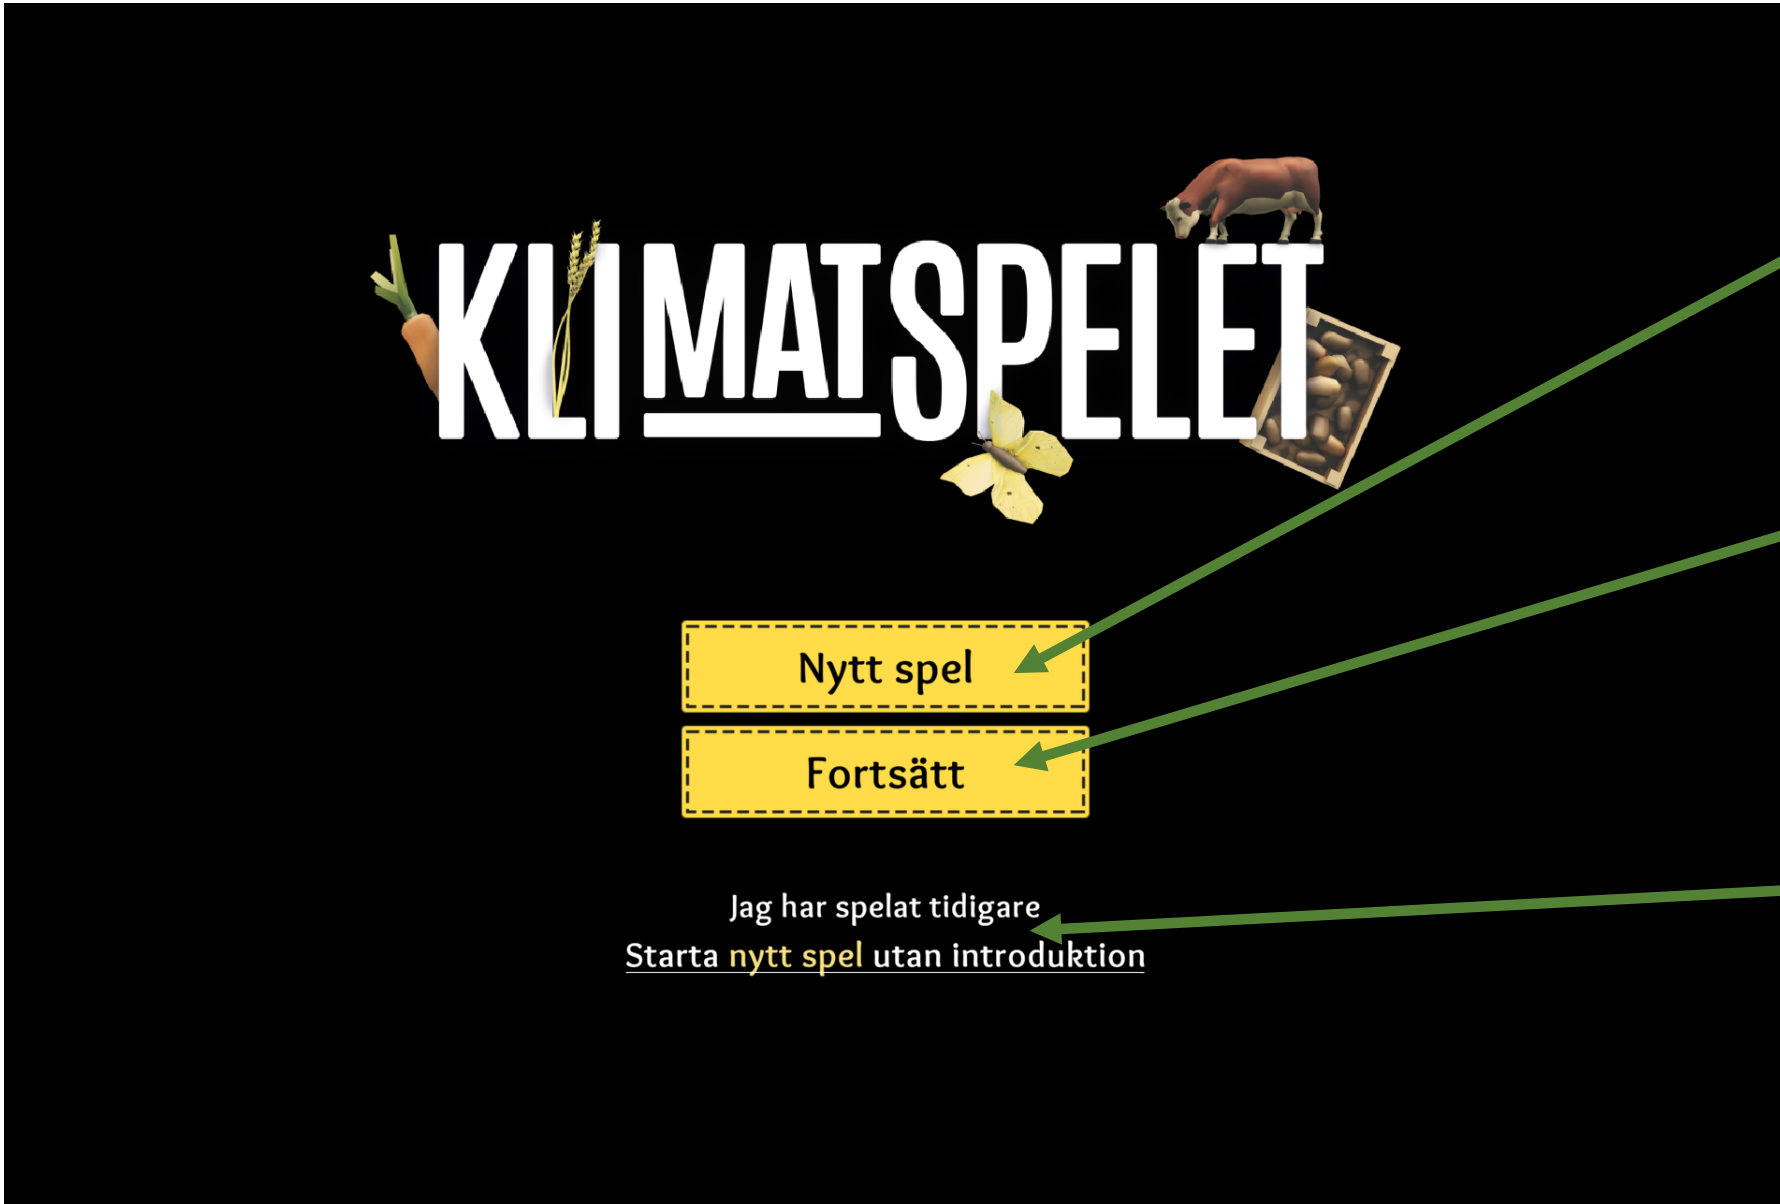 KLIMATSPELET
Nytt spel
Fortsätt
Jag har spelat tidigare
Starta nytt spel utan introduktion